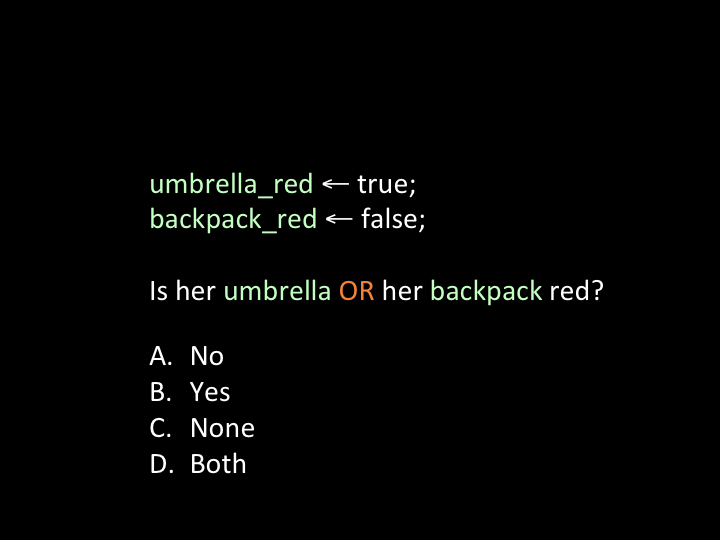 umbrella_red ← true;
backpack_red ← false;
Is her umbrella OR her backpack red?
A. No
B. Yes
C. None
D. Both